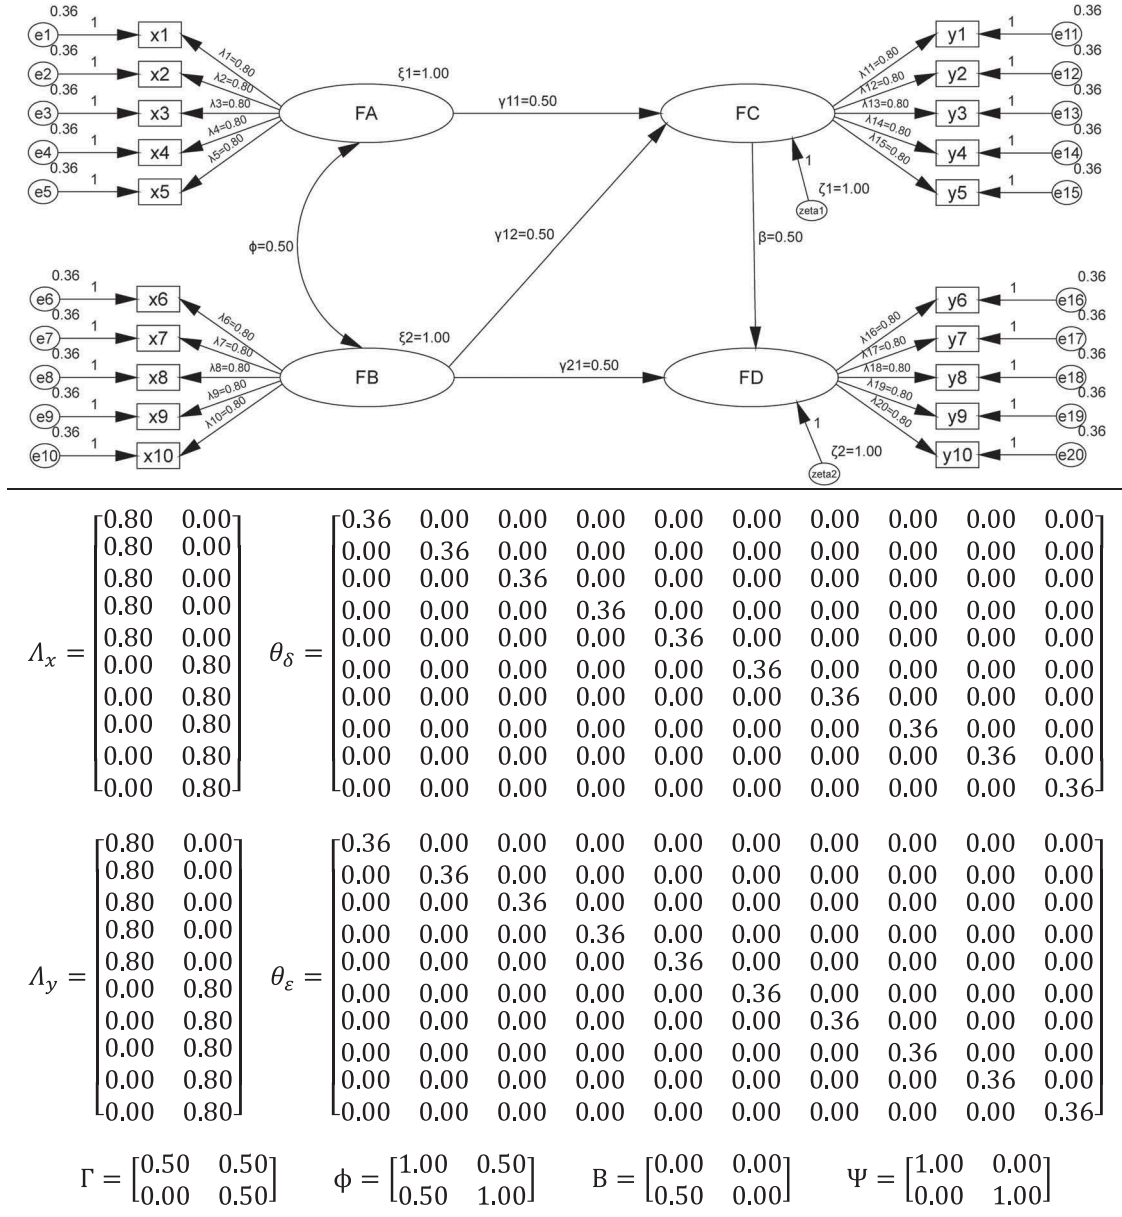 0.36 0.36
e1 1 x1 y1 1 e11
λ1=0.80 λ11=0.80
0.36 0.36
e2 1 x2 y2 1 e12
λ2=0.80 λ12=0.80
ξ1=1.00
0.36 0.36
e3 1 x3 λ3=0.80 FA γ11=0.50 FC λ13=0.80 y3 1 e13
0.36 0.36
e4 1 x4 λ4=0.80 λ14=0.80 y4 1 e14
0.36 0.36
e5 1 x5 λ5=0.80 λ15=0.80 y5 1 e15
1 ζ1=1.00
zeta1
ϕ=0.50 γ12=0.50 β=0.50
0.36 0.36
e6 1 x6 λ6=0.80 λ16=0.80 y6 1 e16
0.36 0.36
e7 1 x7 λ7=0.80 λ17=0.80 y7 1 e17
ξ2=1.00
0.36 0.36
e8 1 x8 λ8=0.80 FB γ21=0.50 FD λ18=0.80 y8 1 e18
0.36 0.36
e9 1 x9 λ9=0.80 λ19=0.80 y9 1 e19
0.36 0.36
e10 1 x10 λ10=0.80 λ20=0.80 y10 1 e20
1 ζ2=1.00
zeta2
0.80 0.00 0.36 0.00 0.00 0.00 0.00 0.00 0.00 0.00 0.00 0.00
0.80 0.00 0.00 0.36 0.00 0.00 0.00 0.00 0.00 0.00 0.00 0.00
0.80 0.00 0.00 0.00 0.36 0.00 0.00 0.00 0.00 0.00 0.00 0.00
0.80 0.00 0.00 0.00 0.00 0.36 0.00 0.00 0.00 0.00 0.00 0.00
Λx = 0.80 0.00 θδ = 0.00 0.00 0.00 0.00 0.36 0.00 0.00 0.00 0.00 0.00
0.00 0.80 0.00 0.00 0.00 0.00 0.00 0.36 0.00 0.00 0.00 0.00
0.00 0.80 0.00 0.00 0.00 0.00 0.00 0.00 0.36 0.00 0.00 0.00
0.00 0.80 0.00 0.00 0.00 0.00 0.00 0.00 0.00 0.36 0.00 0.00
0.00 0.80 0.00 0.00 0.00 0.00 0.00 0.00 0.00 0.00 0.36 0.00
0.00 0.80 0.00 0.00 0.00 0.00 0.00 0.00 0.00 0.00 0.00 0.36
0.80 0.00 0.36 0.00 0.00 0.00 0.00 0.00 0.00 0.00 0.00 0.00
0.80 0.00 0.00 0.36 0.00 0.00 0.00 0.00 0.00 0.00 0.00 0.00
0.80 0.00 0.00 0.00 0.36 0.00 0.00 0.00 0.00 0.00 0.00 0.00
0.80 0.00 0.00 0.00 0.00 0.36 0.00 0.00 0.00 0.00 0.00 0.00
Λy = 0.80 0.00 θε = 0.00 0.00 0.00 0.00 0.36 0.00 0.00 0.00 0.00 0.00
0.00 0.80 0.00 0.00 0.00 0.00 0.00 0.36 0.00 0.00 0.00 0.00
0.00 0.80 0.00 0.00 0.00 0.00 0.00 0.00 0.36 0.00 0.00 0.00
0.00 0.80 0.00 0.00 0.00 0.00 0.00 0.00 0.00 0.36 0.00 0.00
0.00 0.80 0.00 0.00 0.00 0.00 0.00 0.00 0.00 0.00 0.36 0.00
0.00 0.80 0.00 0.00 0.00 0.00 0.00 0.00 0.00 0.00 0.00 0.36
Γ = [0.50 0.50 ϕ = [1.00 0.50 Β = [0.00 0.00 Ψ = [1.00 0.00
0.00 0.50] 0.50 1.00] 0.50 0.00] 0.00 1.00]